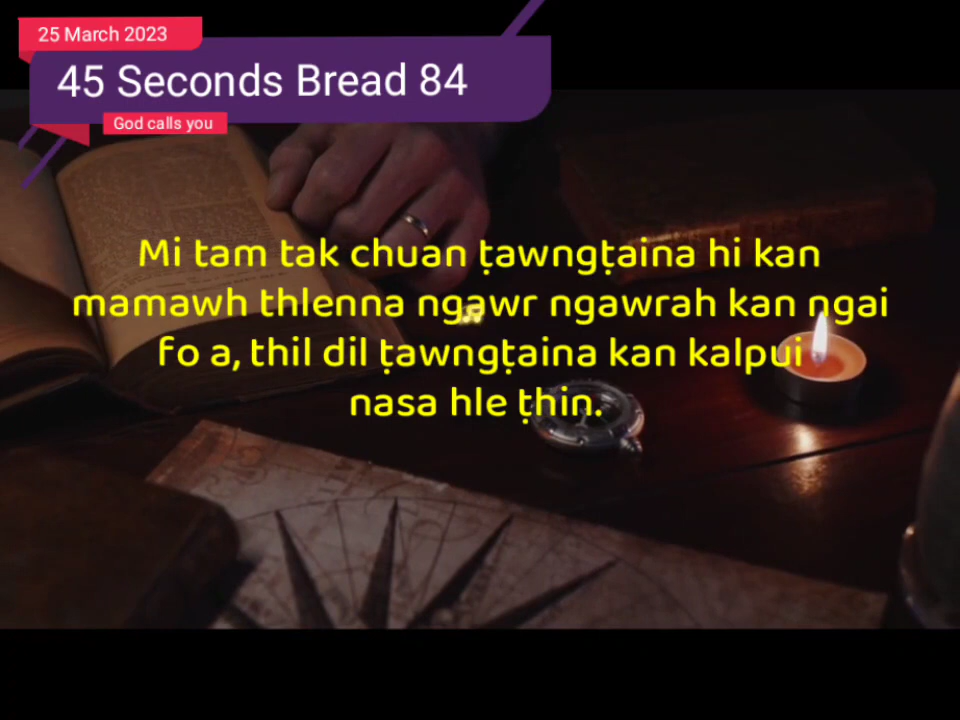 25 March 2023
45 Seconds Bread 84
God calls you
Mi tam tak chuan ṭawngṭaina hi kan
mamawh thlenna ngawr ngawrah kan ngai
fo a, thil dil ṭawngṭaina kan kalpui
nasa hle ṭhin.